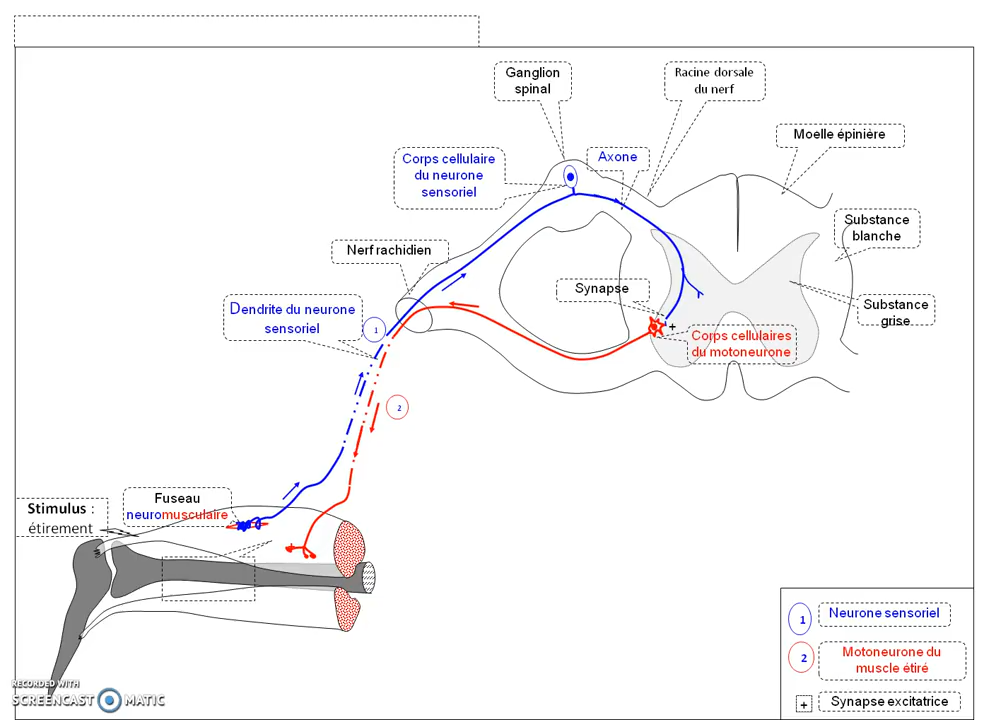 Ganglion
spinal
Racine dorsale
du nerf
Moelle épinière
Corps cellulaire
du neurone
sensoriel
Axone
Substance
blanche
Nerf rachidien
Synapse
Dendrite du neurone
sensoriel
1
Substance
grise
+
Corps cellulaires
du motoneurone
2
Fuseau
neuromusculaire
Stimulus :
étirement
1 Neurone sensoriel
2 Motoneurone du
muscle étiré
+ Synapse excitatrice
RECORDED WITH
SCREENCAST MATIC